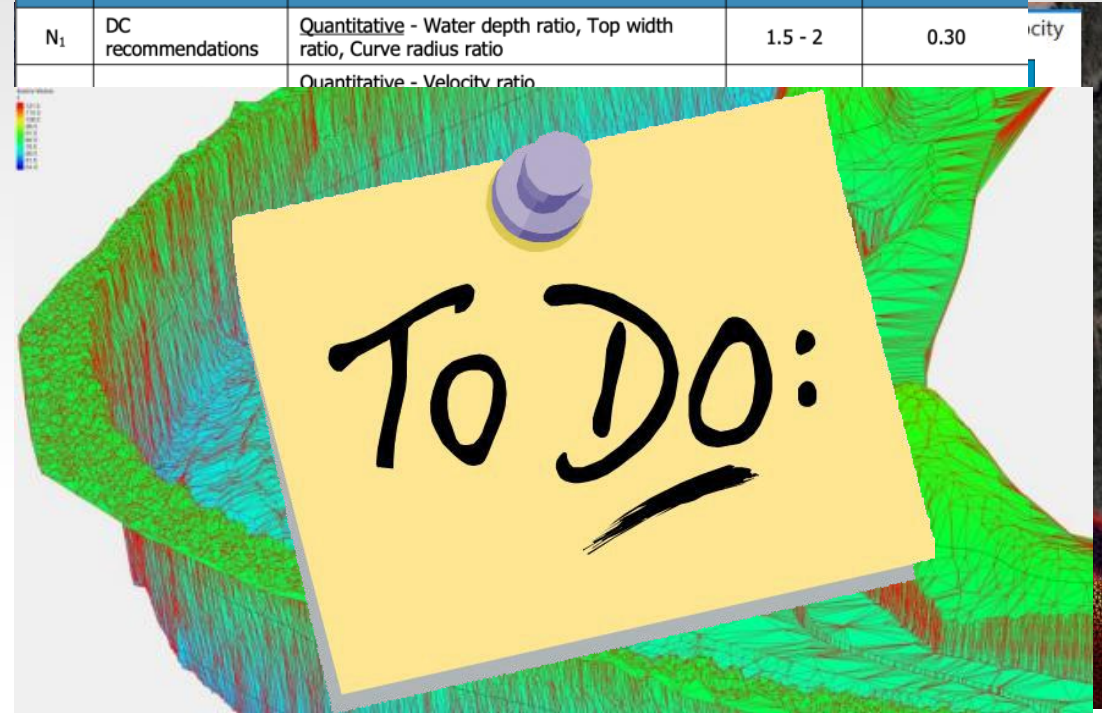 N₁
DC
recommendations
Quantitative - Water depth ratio, Top width
ratio, Curve radius ratio
1.5 - 2
0.30
ocity
Quantitative - Velocity ratio
To Do: